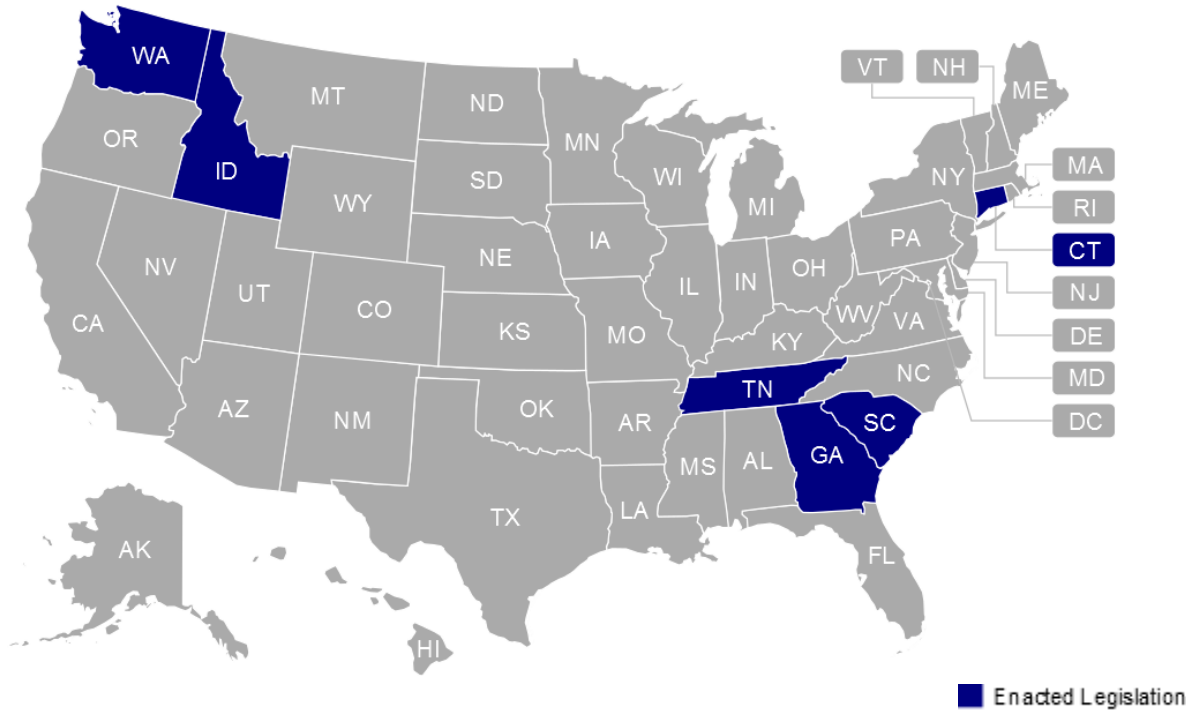 WA
VT
NH
MT
ND
ME
OR
MN
ID
SD
WI
NY
MA
WY
MI
RI
IA
PA
CT
NE
NV
OH
IL
IN
UT
NJ
CO
WV
VA
CA
KS
MO
DE
KY
NC
MD
TN
AZ
OK
NM
AR
SC
DC
GA
MS
AL
TX
LA
AK
FL
HI
Enacted Legislation